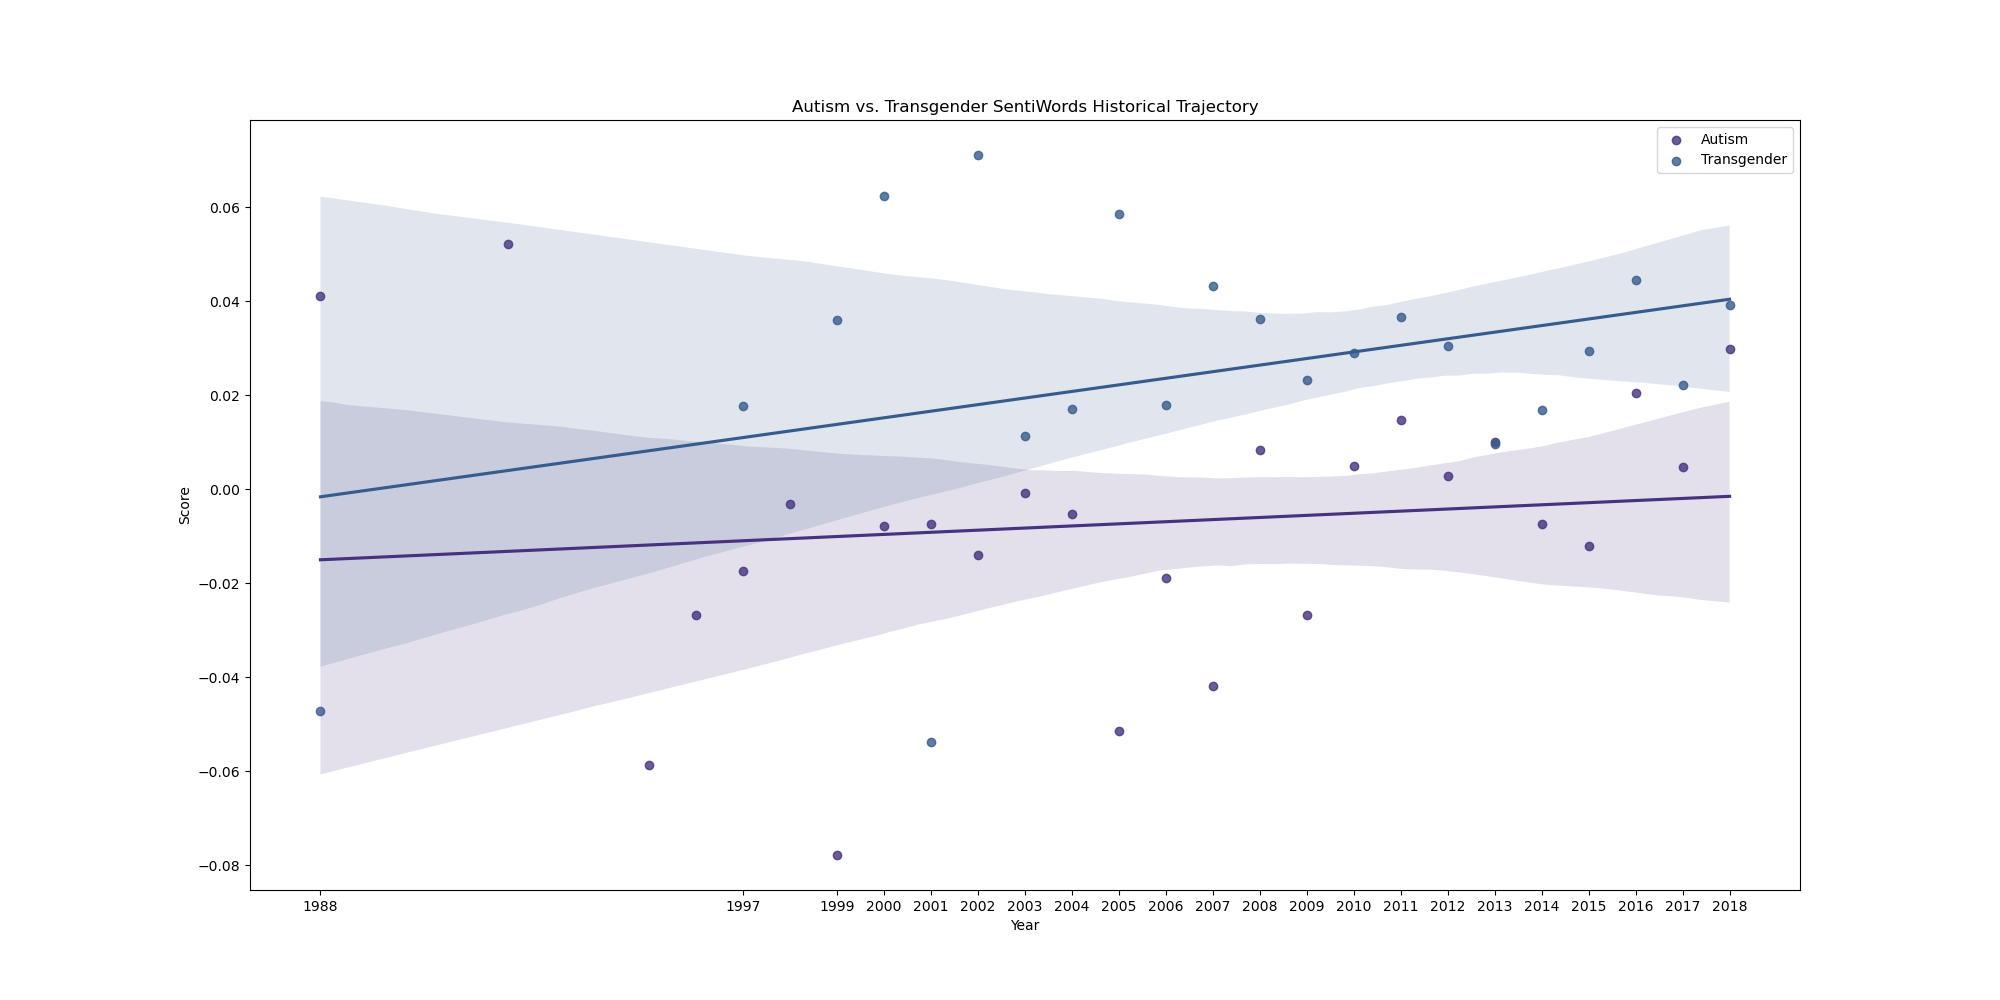 Autism vs. Transgender SentiWords Historical Trajectory
Autism
Transgender
0.06
0.04
0.02
0.00
−0.02
−0.04
−0.06
−0.08
Score
1988 1997 1999 2000 2001 2002 2003 2004 2005 2006 2007 2008 2009 2010 2011 2012 2013 2014 2015 2016 2017 2018
Year